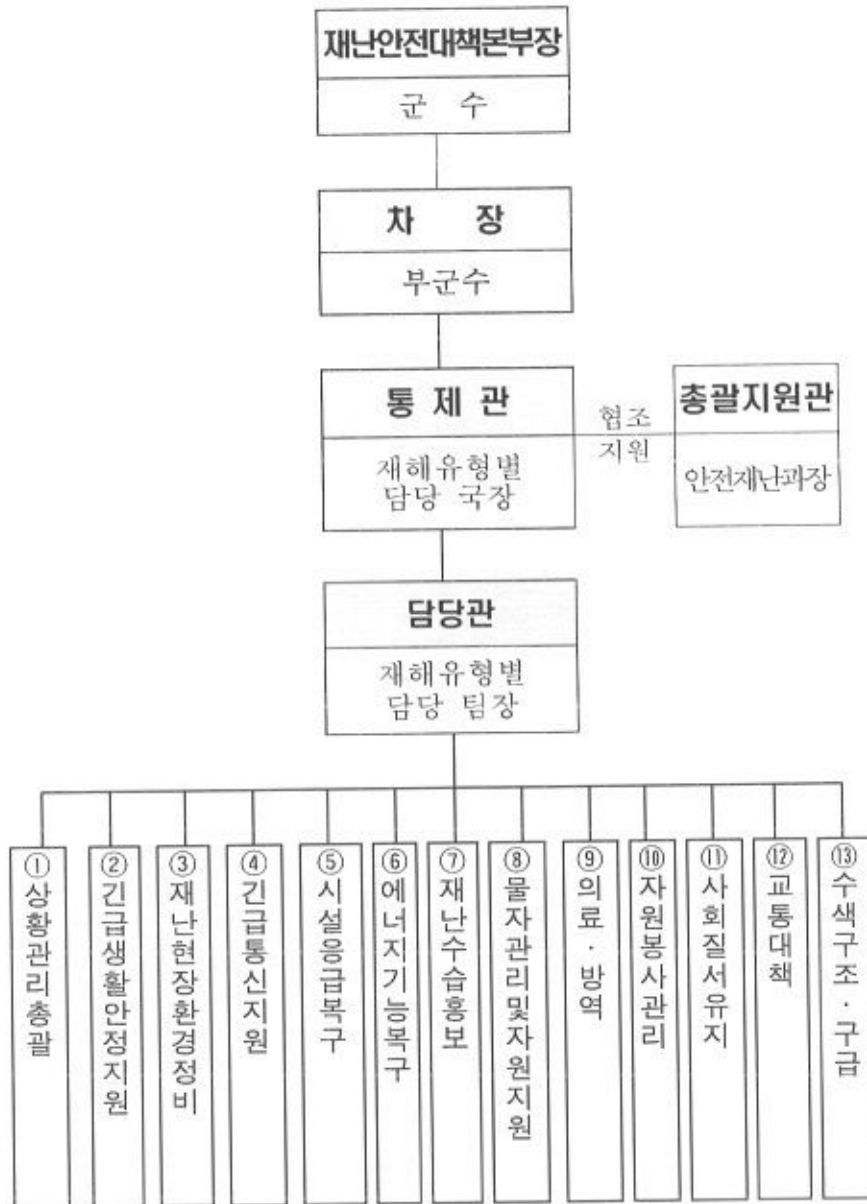 재난안전대책본부장
군 수
차 장
부군수
통 제 관
재해유형별
담당 국장
협조
지원
총괄지원관
안전재난과장
담당관
재해유형별
담당 팀장
①상황관리총괄
②긴급생활안정지원
③재난현장환경정비
④긴급통신지원
⑤시설응급복구
⑥에너지기능복구
⑦재난수습홍보
⑧물자관리및자원지원
⑨의료·방역
⑩자원봉사관리
⑪사회질서유지
⑫교통대책
⑬수색구조·구급